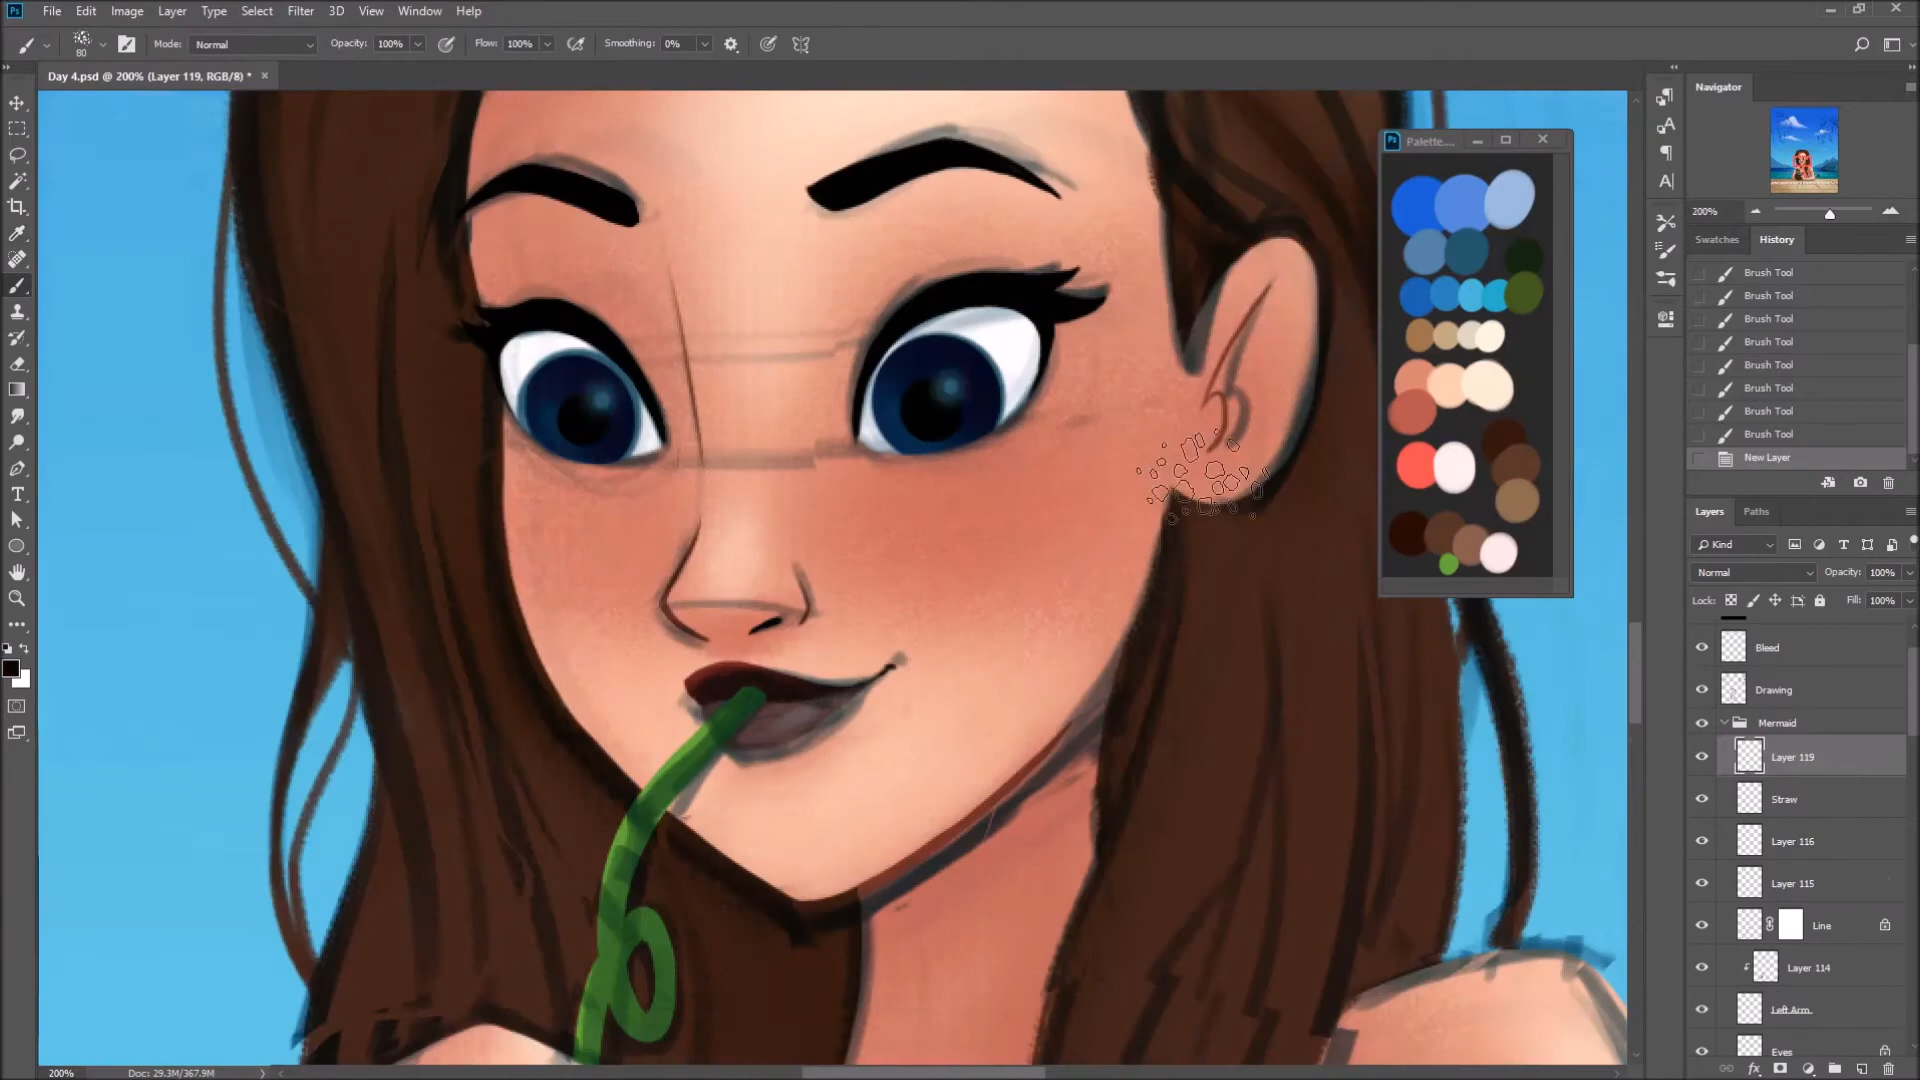 Ps File Edit Image Layer Type Select Filter 3D View Window Help
80 Mode: Normal Opacity: 100% Flow: 100% Smoothing: 0%
Day 4.psd @ 200% (Layer 119, RGB/8) * ×
Navigator
Ps Palette....
200%
Swatches History
Brush Tool
Brush Tool
Brush Tool
Brush Tool
Brush Tool
Brush Tool
Brush Tool
Brush Tool
New Layer
Layers Paths
Kind
Normal Opacity: 100%
Lock: Fill: 100%
Bleed
Drawing
Mermaid
Layer 119
Straw
Layer 116
Layer 115
Line
Layer 114
Left Arm
Eyes
200% Doc: 29.3M/367.9M